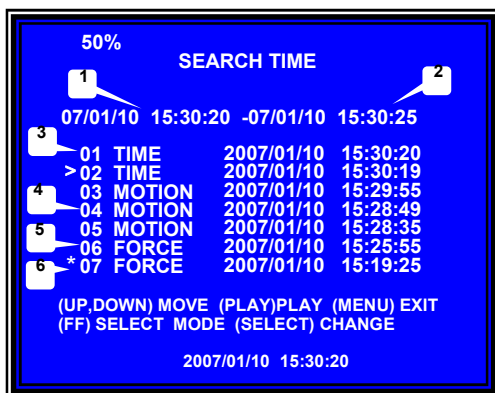 50%
SEARCH TIME
1
2
07/01/10 15:30:20 -07/01/10 15:30:25
3
01 TIME 2007/01/10 15:30:20
>02 TIME 2007/01/10 15:30:19
03 MOTION 2007/01/10 15:29:55
4
04 MOTION 2007/01/10 15:28:49
05 MOTION 2007/01/10 15:28:35
5
06 FORCE 2007/01/10 15:25:55
6
*07 FORCE 2007/01/10 15:19:25
(UP,DOWN) MOVE (PLAY)PLAY (MENU) EXIT
(FF) SELECT MODE (SELECT) CHANGE
2007/01/10 15:30:20